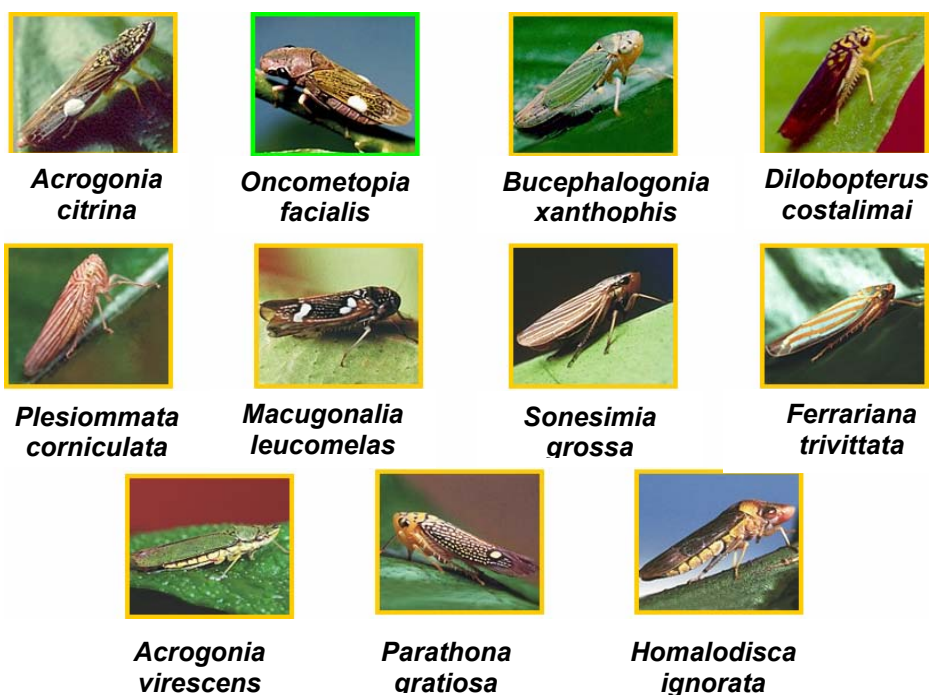 Acrogonia
citrina
Oncometopia
facialis
Bucephalogonia
xanthophis
Dilobopterus
costalimai
Plesiommata
corniculata
Macugonalia
leucomelas
Sonesimia
grossa
Ferrariana
trivittata
Acrogonia
virescens
Parathona
gratiosa
Homalodisca
ignorata